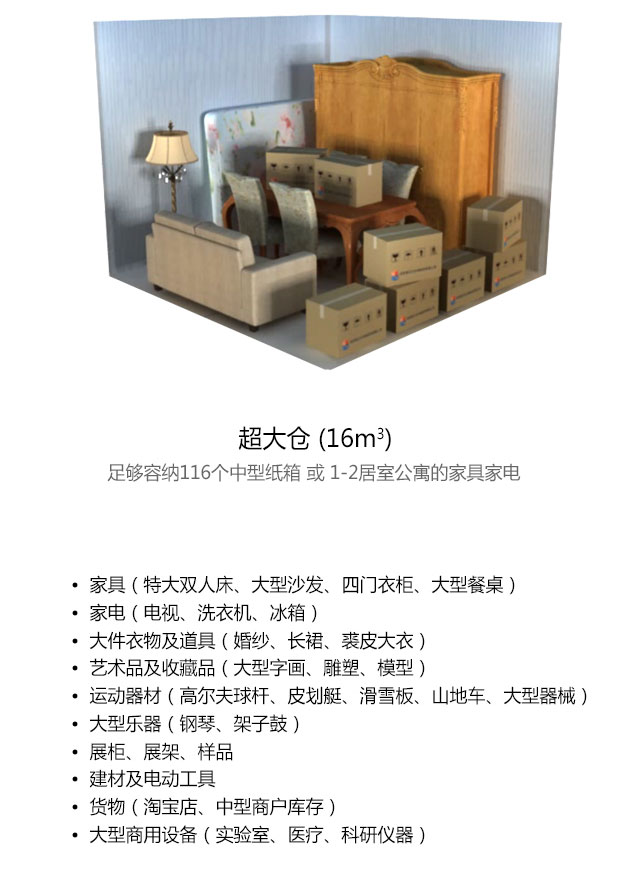 超大仓 (16m³)
足够容纳116个中型纸箱 或 1-2居室公寓的家具家电
• 家具（特大双人床、大型沙发、四门衣柜、大型餐桌）
• 家电（电视、洗衣机、冰箱）
• 大件衣物及道具（婚纱、长裙、裘皮大衣）
• 艺术品及收藏品（大型字画、雕塑、模型）
• 运动器材（高尔夫球杆、皮划艇、滑雪板、山地车、大型器械）
• 大型乐器（钢琴、架子鼓）
• 展柜、展架、样品
• 建材及电动工具
• 货物（淘宝店、中型商户库存）
• 大型商用设备（实验室、医疗、科研仪器）